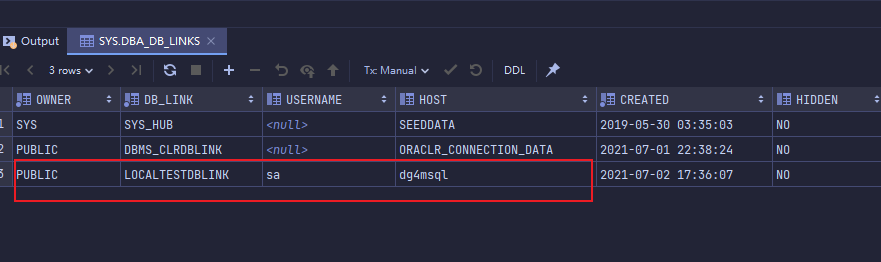 Output SYS.DBA_DB_LINKS
3 rows Tx: Manual DDL
OWNER DB_LINK USERNAME HOST CREATED HIDDEN
1 SYS SYS_HUB <null> SEEDDATA 2019-05-30 03:35:03 NO
2 PUBLIC DBMS_CLRDBLINK <null> ORACLR_CONNECTION_DATA 2021-07-01 22:38:24 NO
3 PUBLIC LOCALTESTDBLINK sa dg4msql 2021-07-02 17:36:07 NO